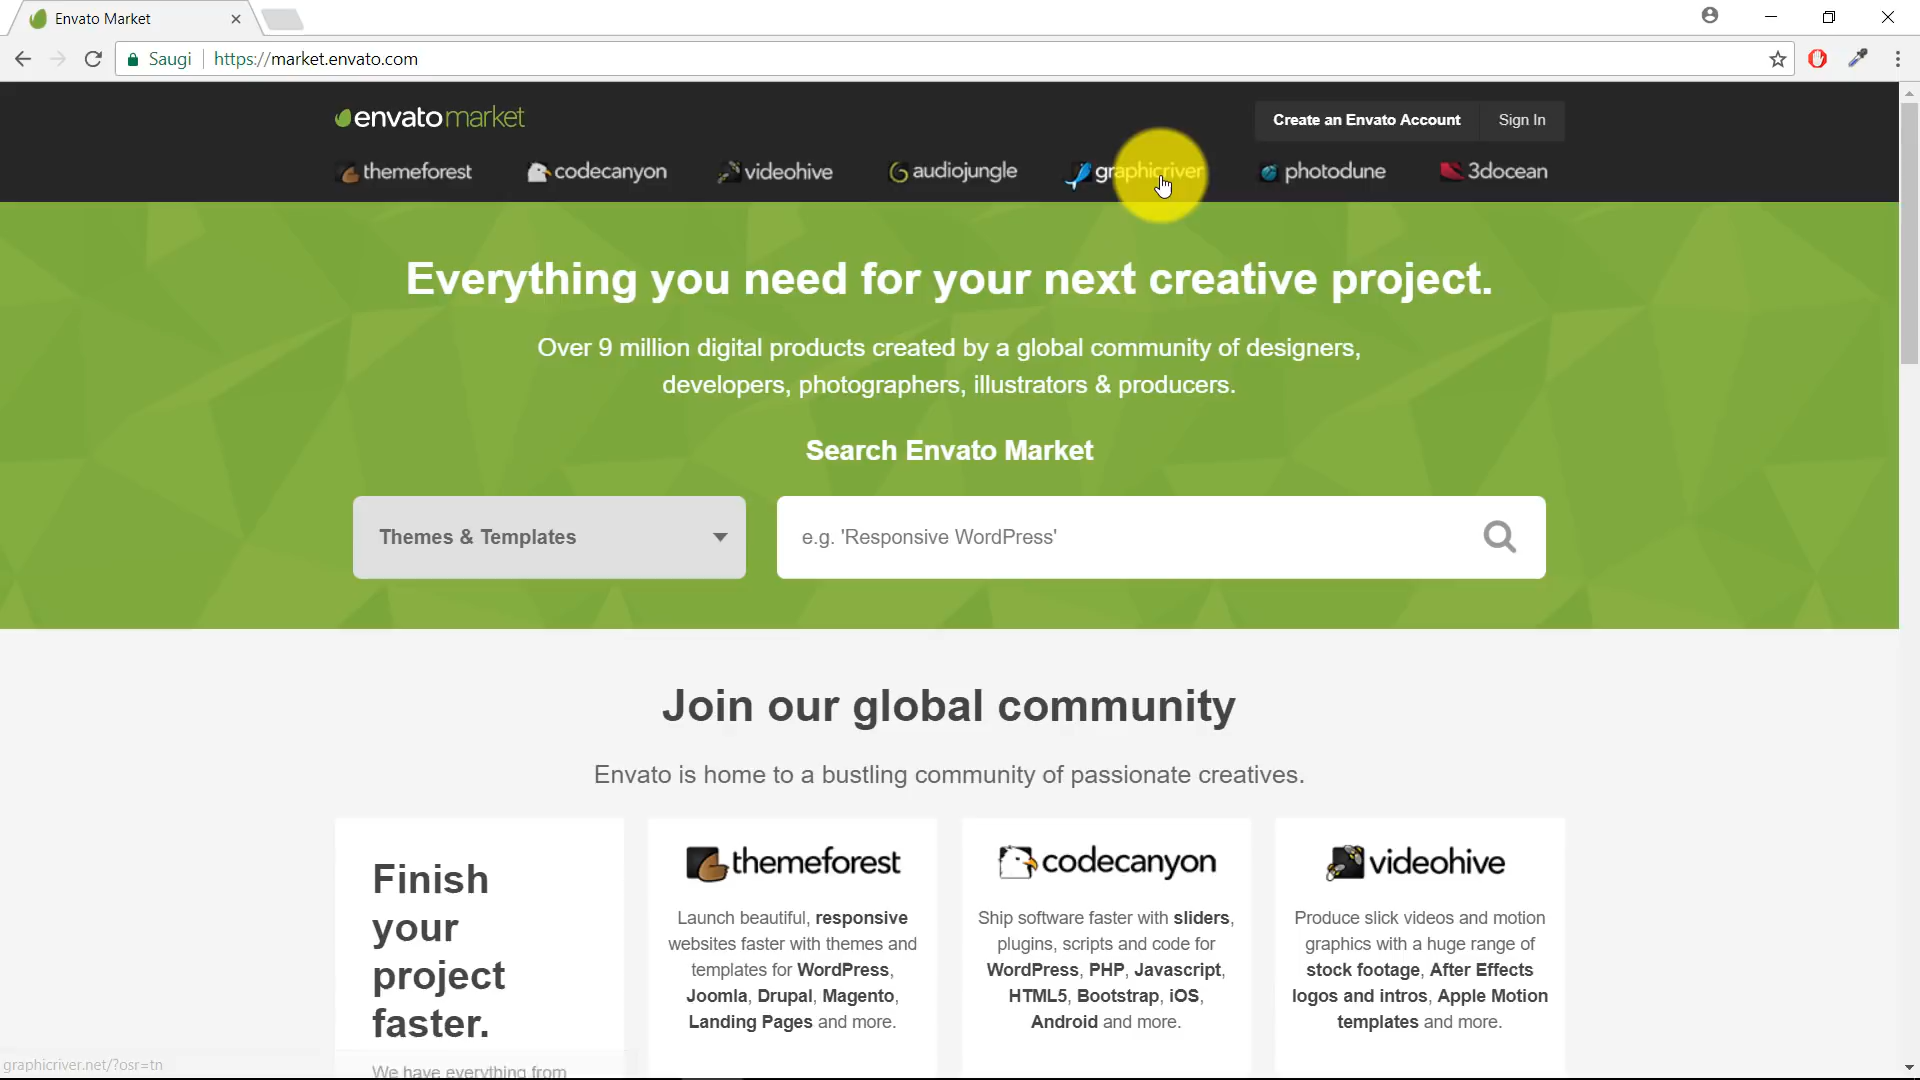 Envato Market
Saugi
https://market.envato.com
envatomarket
Create an Envato Account
Sign In
themeforest
codecanyon
videohive
audiojungle
graphicriver
photodune
3docean
Everything you need for your next creative project.
Over 9 million digital products created by a global community of designers,
developers, photographers, illustrators & producers.
Search Envato Market
Themes & Templates
e.g. 'Responsive WordPress'
Join our global community
Envato is home to a bustling community of passionate creatives.
Finish
your
project
faster.
We have everything from
themeforest
Launch beautiful, responsive
websites faster with themes and
templates for WordPress,
Joomla, Drupal, Magento,
Landing Pages and more.
codecanyon
Ship software faster with sliders,
plugins, scripts and code for
WordPress, PHP, Javascript,
HTML5, Bootstrap, iOS,
Android and more.
videohive
Produce slick videos and motion
graphics with a huge range of
stock footage, After Effects
logos and intros, Apple Motion
templates and more.
graphicriver.net/?osr=tn